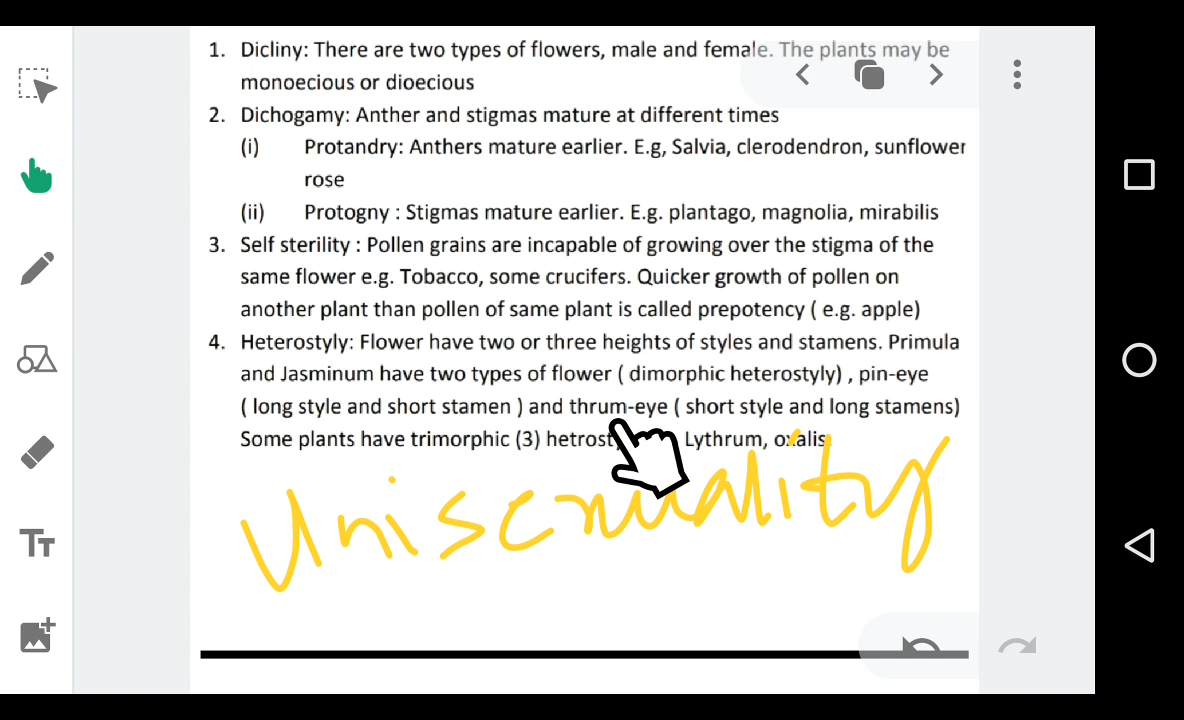 1. Dicliny: There are two types of flowers, male and female. The plants may be
monoecious or dioecious
2. Dichogamy: Anther and stigmas mature at different times
(i) Protandry: Anthers mature earlier. E.g, Salvia, clerodendron, sunflower
rose
(ii) Protogny : Stigmas mature earlier. E.g. plantago, magnolia, mirabilis
3. Self sterility : Pollen grains are incapable of growing over the stigma of the
same flower e.g. Tobacco, some crucifers. Quicker growth of pollen on
another plant than pollen of same plant is called prepotency ( e.g. apple)
4. Heterostyly: Flower have two or three heights of styles and stamens. Primula
and Jasminum have two types of flower ( dimorphic heterostyly) , pin-eye
( long style and short stamen ) and thrum-eye ( short style and long stamens)
Some plants have trimorphic (3) Lythrum, oxalis
Unisexuality
Tт